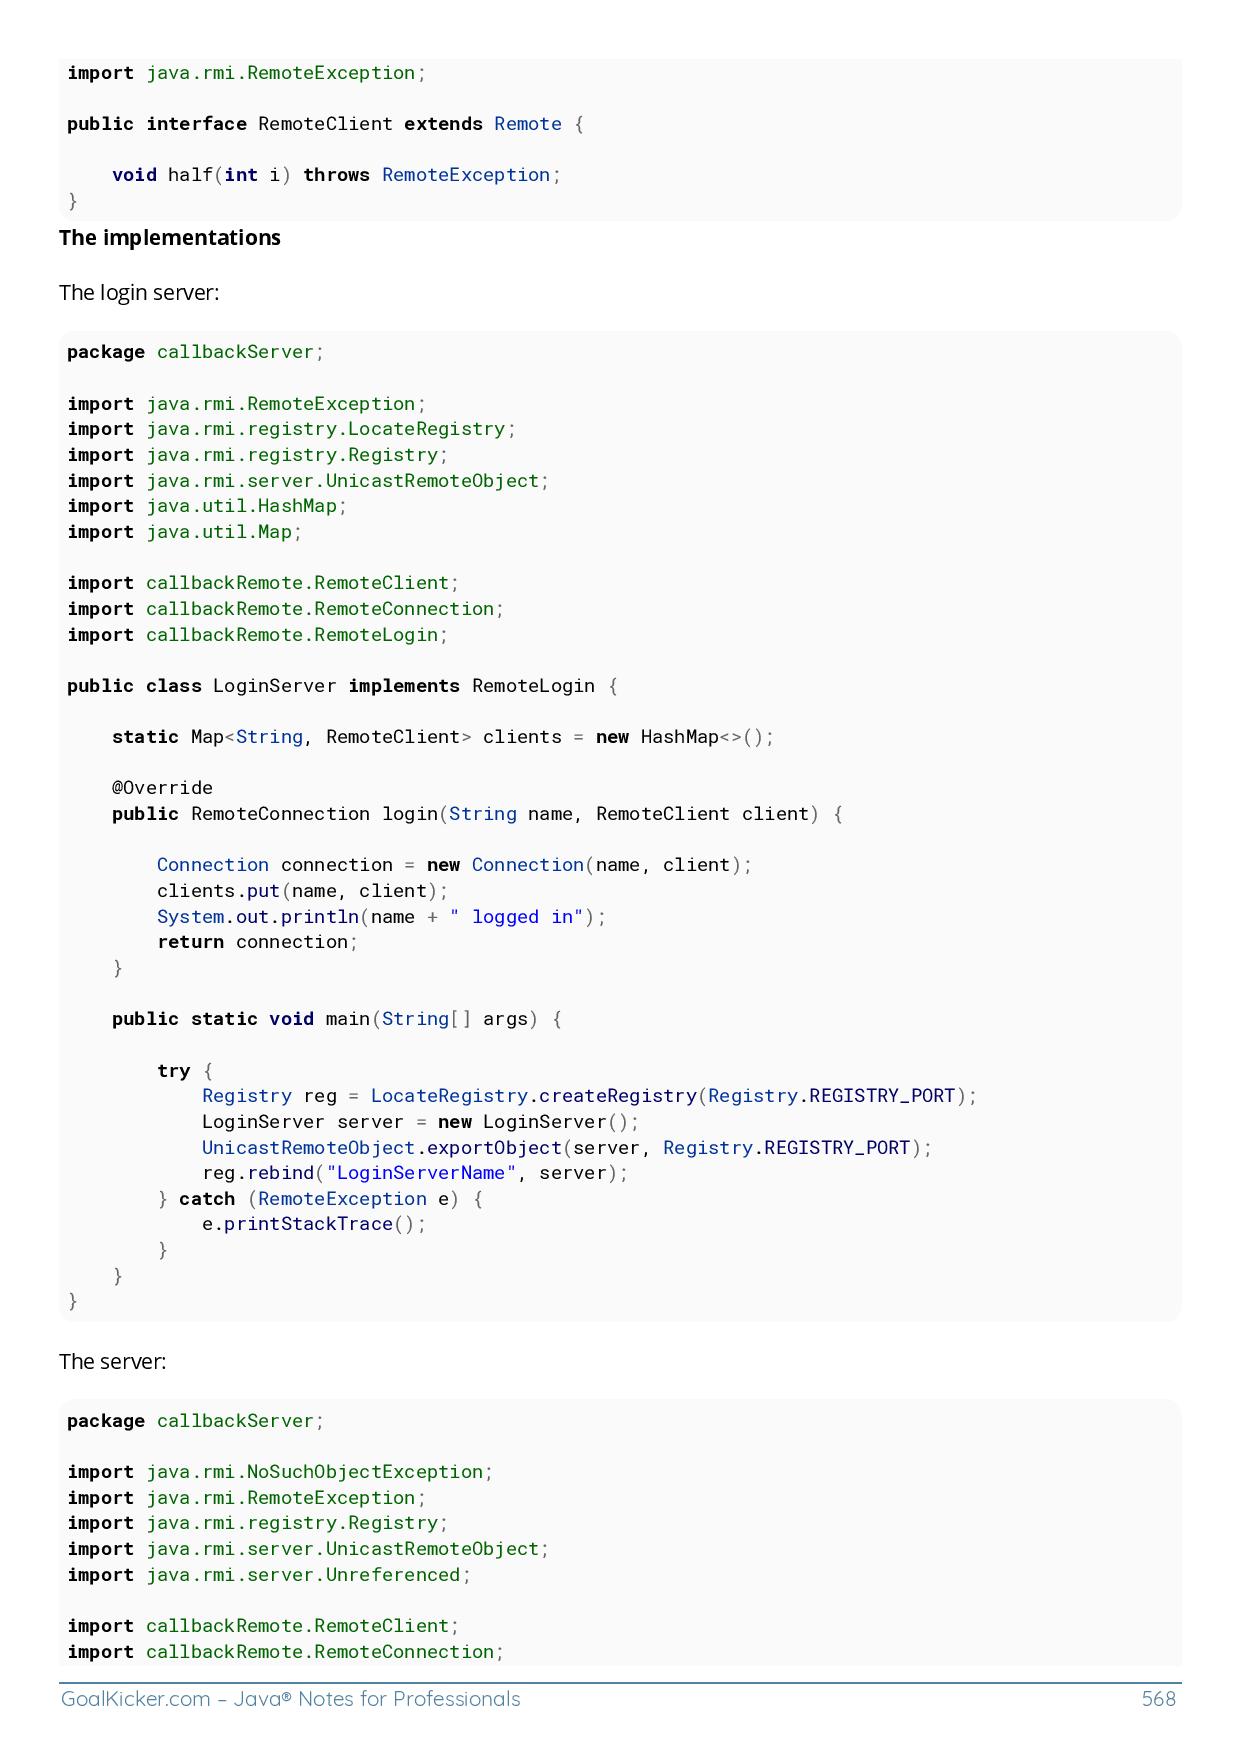 import java.rmi.RemoteException;

public interface RemoteClient extends Remote {

    void half(int i) throws RemoteException;
}
The implementations
The login server:
package callbackServer;

import java.rmi.RemoteException;
import java.rmi.registry.LocateRegistry;
import java.rmi.registry.Registry;
import java.rmi.server.UnicastRemoteObject;
import java.util.HashMap;
import java.util.Map;

import callbackRemote.RemoteClient;
import callbackRemote.RemoteConnection;
import callbackRemote.RemoteLogin;

public class LoginServer implements RemoteLogin {

    static Map<String, RemoteClient> clients = new HashMap<>();

    @Override
    public RemoteConnection login(String name, RemoteClient client) {

        Connection connection = new Connection(name, client);
        clients.put(name, client);
        System.out.println(name + " logged in");
        return connection;
    }

    public static void main(String[] args) {

        try {
            Registry reg = LocateRegistry.createRegistry(Registry.REGISTRY_PORT);
            LoginServer server = new LoginServer();
            UnicastRemoteObject.exportObject(server, Registry.REGISTRY_PORT);
            reg.rebind("LoginServerName", server);
        } catch (RemoteException e) {
            e.printStackTrace();
        }
    }
}
The server:
package callbackServer;

import java.rmi.NoSuchObjectException;
import java.rmi.RemoteException;
import java.rmi.registry.Registry;
import java.rmi.server.UnicastRemoteObject;
import java.rmi.server.Unreferenced;

import callbackRemote.RemoteClient;
import callbackRemote.RemoteConnection;
GoalKicker.com – Java® Notes for Professionals 568